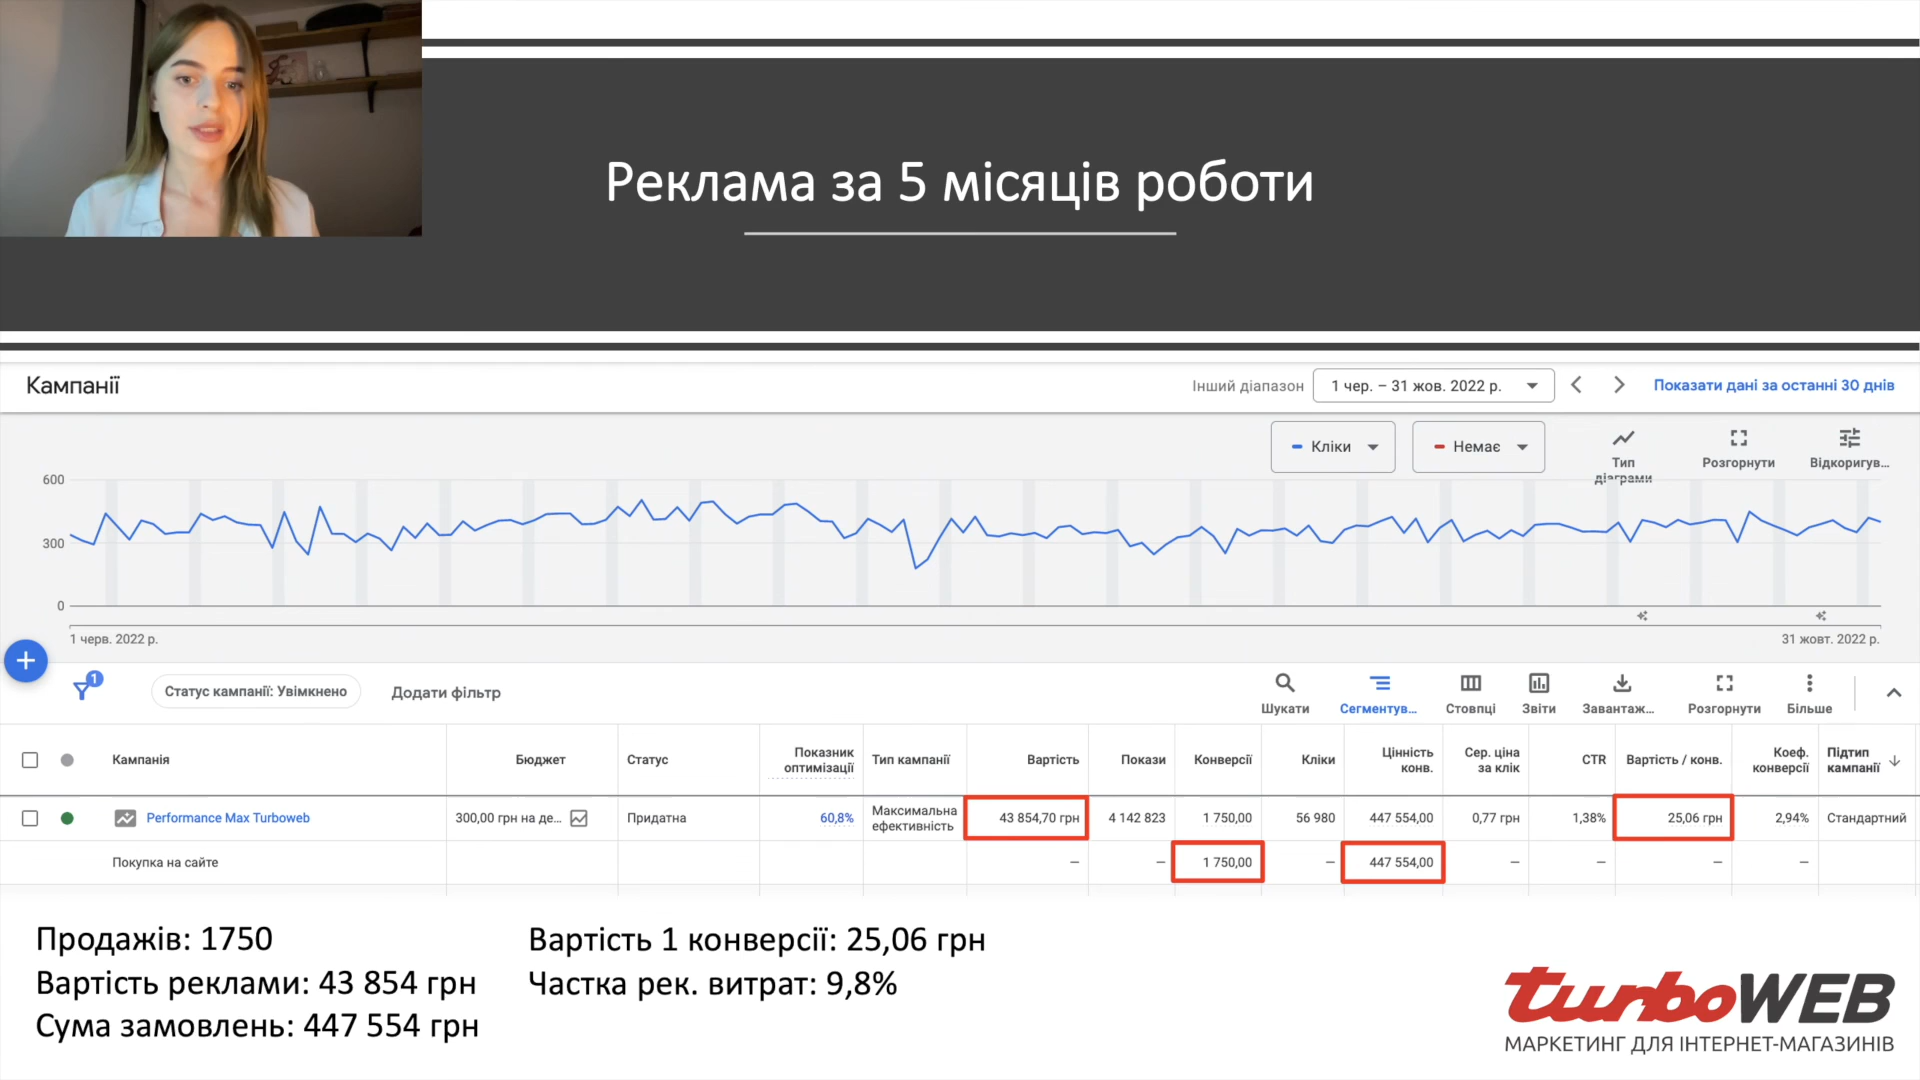 Реклама за 5 місяців роботи
Кампанії
Інший діапазон
1 чер. – 31 жов. 2022 р.
Показати дані за останні 30 днів
Кліки
Немає
Тип діаграми
Розгорнути
Відкоригув...
600
300
0
1 черв. 2022 р.
31 жовт. 2022 р.
1
Статус кампанії: Увімкнено
Додати фільтр
Шукати
Сегментув...
Стовпці
Звіти
Завантаж...
Розгорнути
Більше
Кампанія Бюджет Статус Показник оптимізації Тип кампанії Вартість Покази Конверсії Кліки Цінність конв. Сер. ціна за клік CTR Вартість / конв. Коеф. конверсії Підтип кампанії
Performance Max Turboweb 300,00 грн на де... Придатна 60,8% Максимальна ефективність 43 854,70 грн 4 142 823 1 750,00 56 980 447 554,00 0,77 грн 1,38% 25,06 грн 2,94% Стандартний
Покупка на сайте – – 1 750,00 – 447 554,00 – – – –
Продажів: 1750
Вартість реклами: 43 854 грн
Сума замовлень: 447 554 грн
Вартість 1 конверсії: 25,06 грн
Частка рек. витрат: 9,8%
turboWEB
МАРКЕТИНГ ДЛЯ ІНТЕРНЕТ-МАГАЗИНІВ